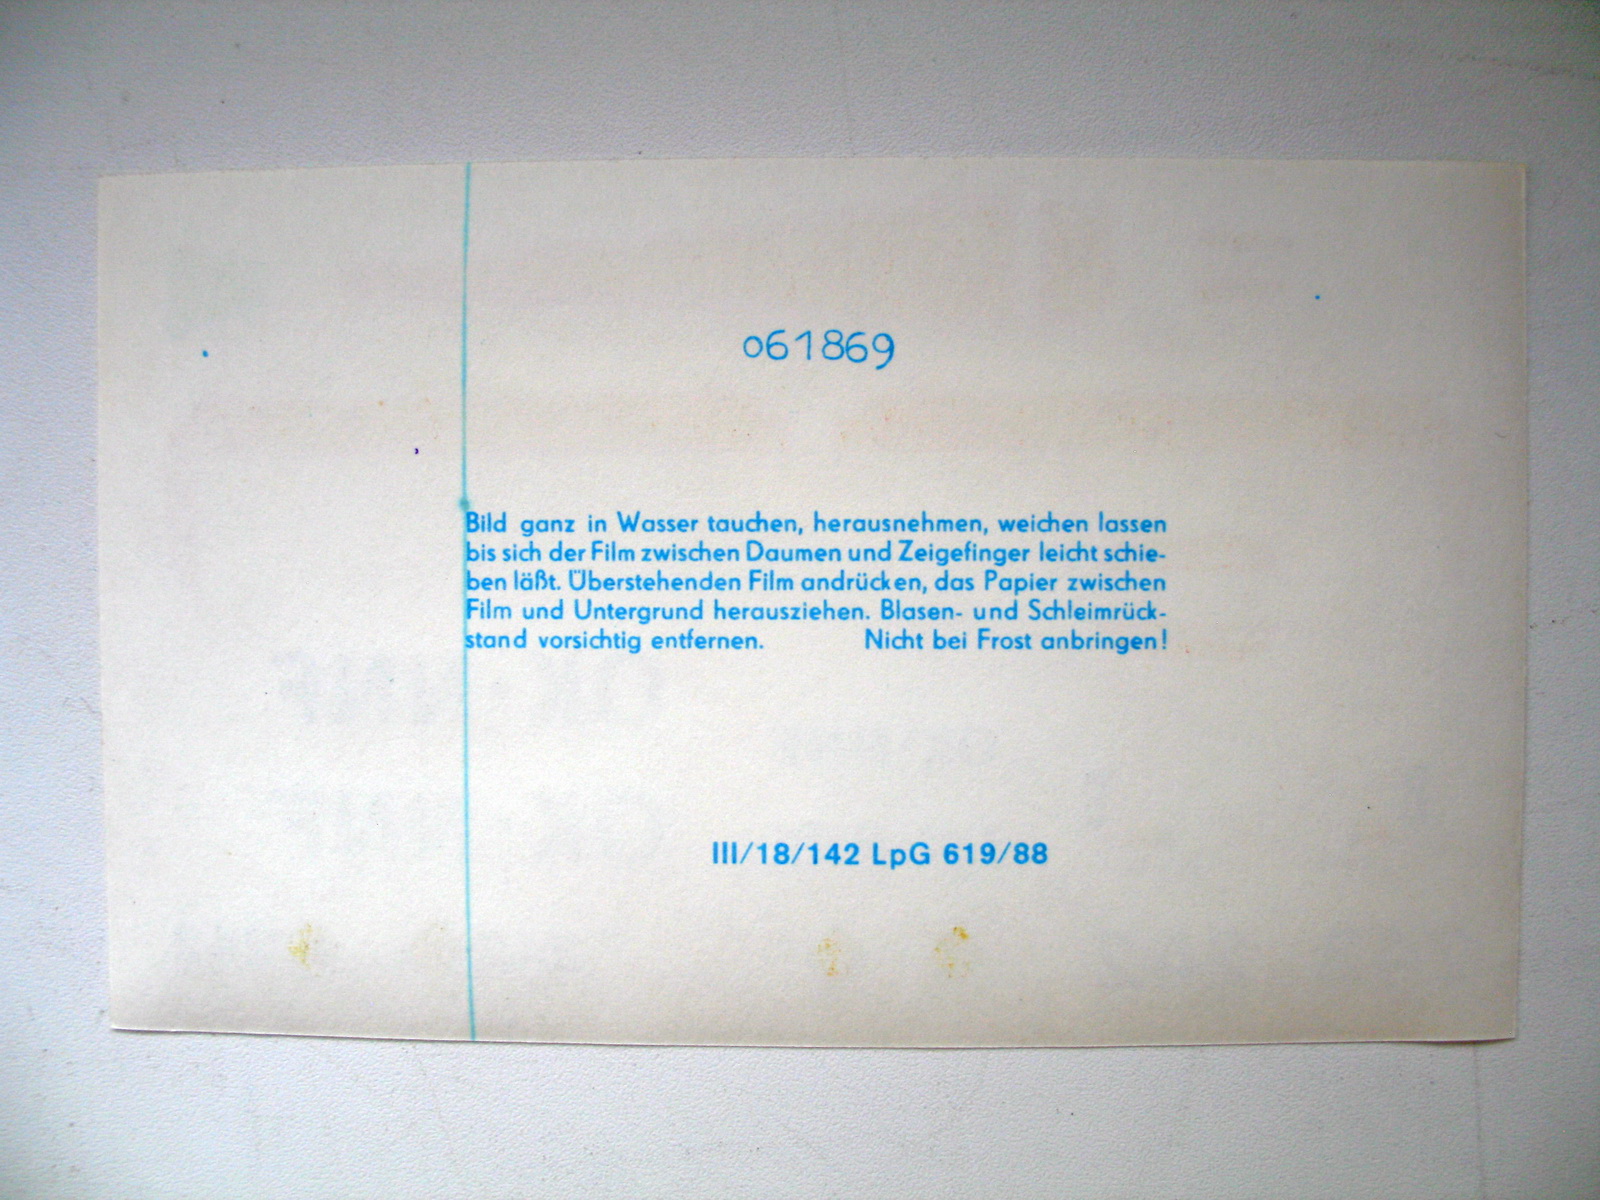 061869
Bild ganz in Wasser tauchen, herausnehmen, weichen lassen
bis sich der Film zwischen Daumen und Zeigefinger leicht schie-
ben läßt. Überstehenden Film andrücken, das Papier zwischen
Film und Untergrund herausziehen. Blasen- und Schleimrück-
stand vorsichtig entfernen. Nicht bei Frost anbringen!
III/18/142 LpG 619/88